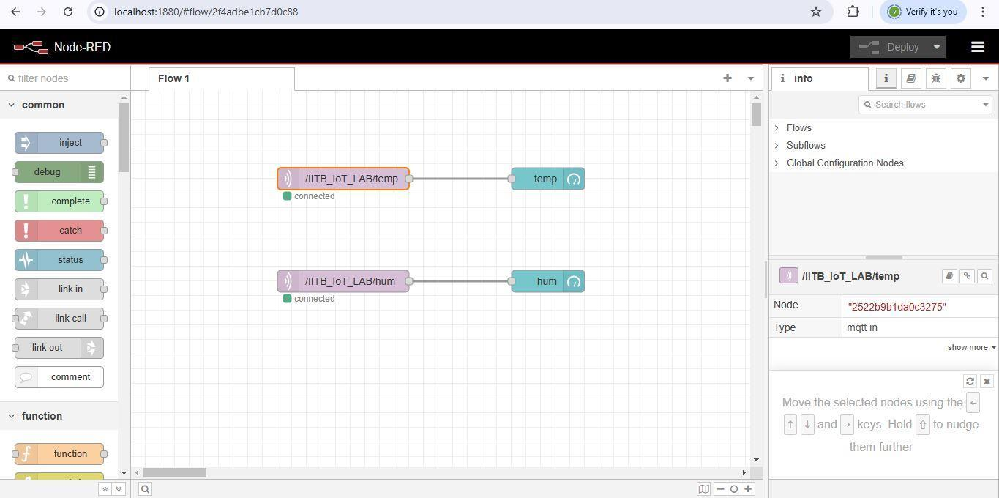 localhost:1880/#flow/2f4adbe1cb7d0c88
Verify it's you
Node-RED
Deploy
filter nodes
Flow 1
info
common
Search flows
inject
debug
complete
catch
status
link in
link call
link out
comment
function
function
/IITB_IoT_LAB/temp
temp
connected
/IITB_IoT_LAB/hum
hum
connected
Flows
Subflows
Global Configuration Nodes
/IITB_IoT_LAB/temp
Node "2522b9b1da0c3275"
Type mqtt in
show more
Move the selected nodes using the ←
↑ ↓ and → keys. Hold ⇧ to nudge
them further